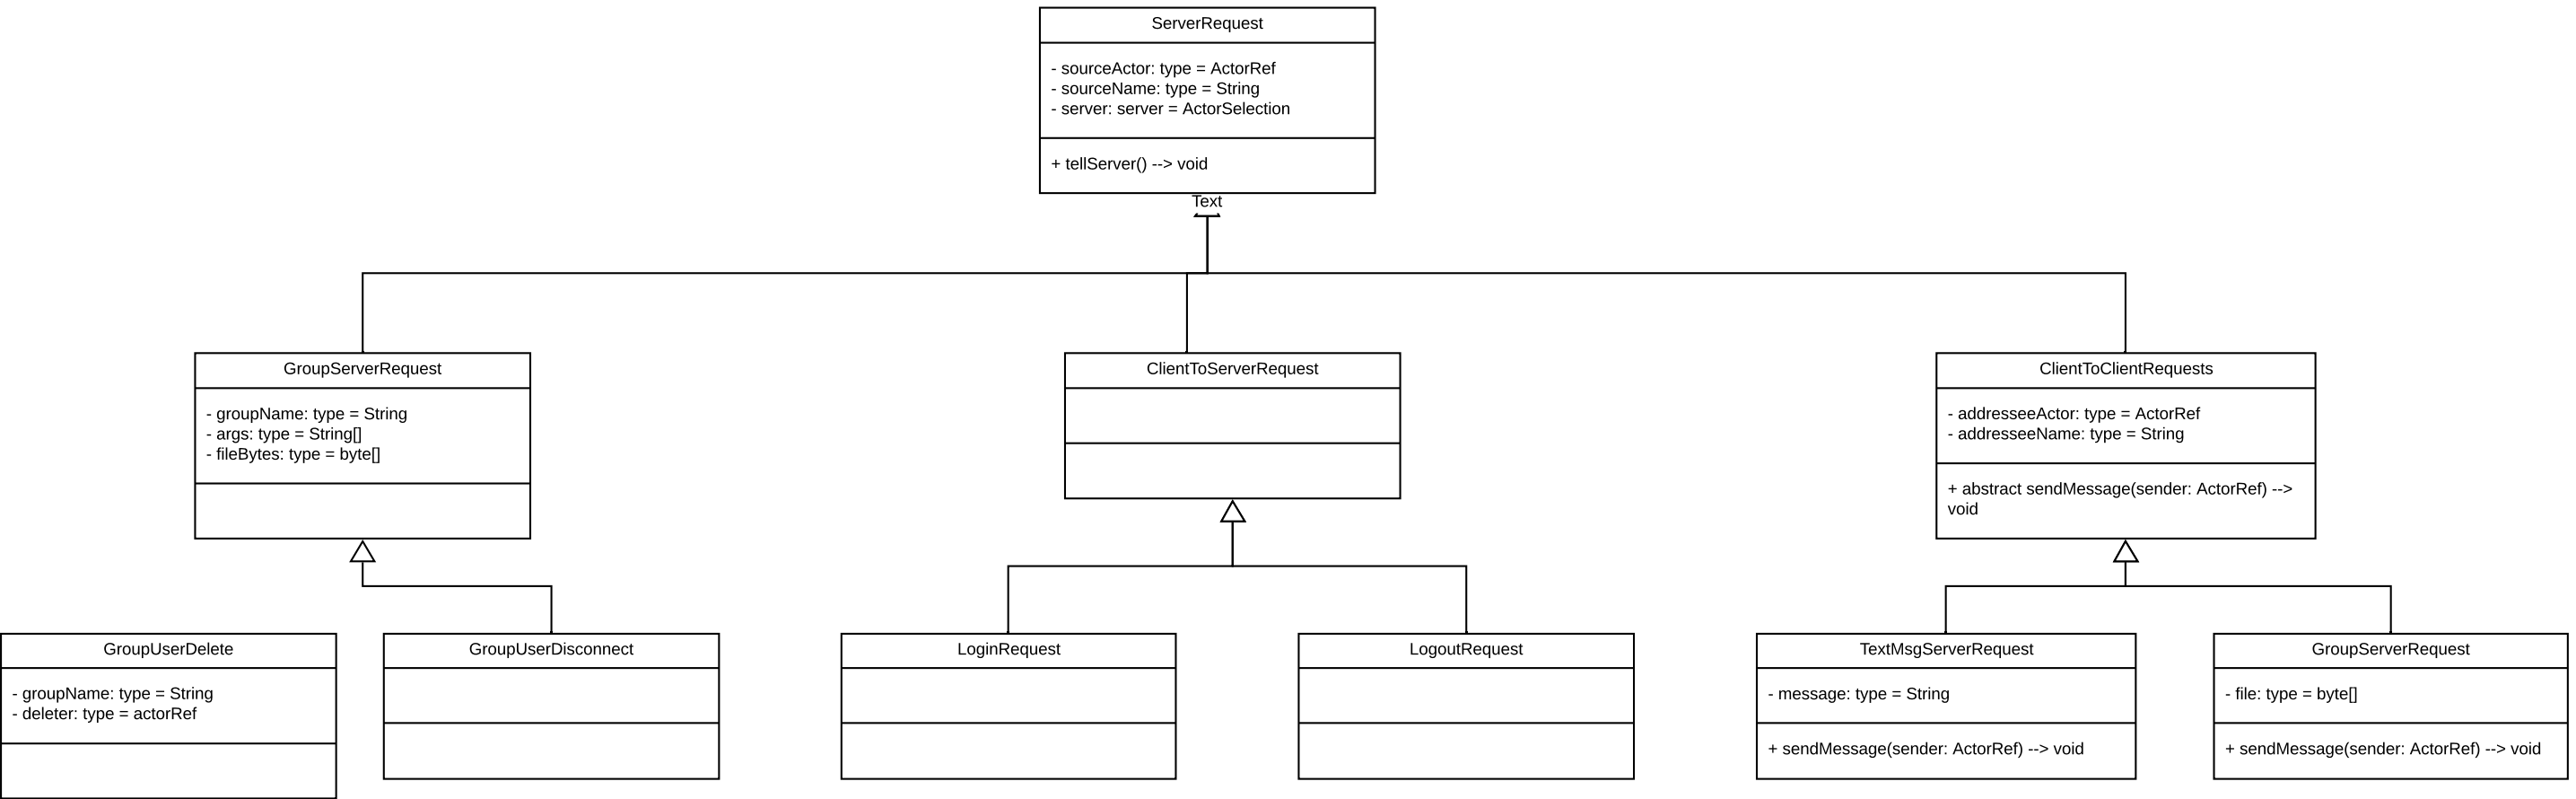 ServerRequest
- sourceActor: type = ActorRef
- sourceName: type = String
- server: server = ActorSelection
+ tellServer() --> void
Text
GroupServerRequest
- groupName: type = String
- args: type = String[]
- fileBytes: type = byte[]
ClientToServerRequest
ClientToClientRequests
- addresseeActor: type = ActorRef
- addresseeName: type = String
+ abstract sendMessage(sender: ActorRef) -->
void
GroupUserDelete
- groupName: type = String
- deleter: type = actorRef
GroupUserDisconnect
LoginRequest
LogoutRequest
TextMsgServerRequest
- message: type = String
+ sendMessage(sender: ActorRef) --> void
GroupServerRequest
- file: type = byte[]
+ sendMessage(sender: ActorRef) --> void